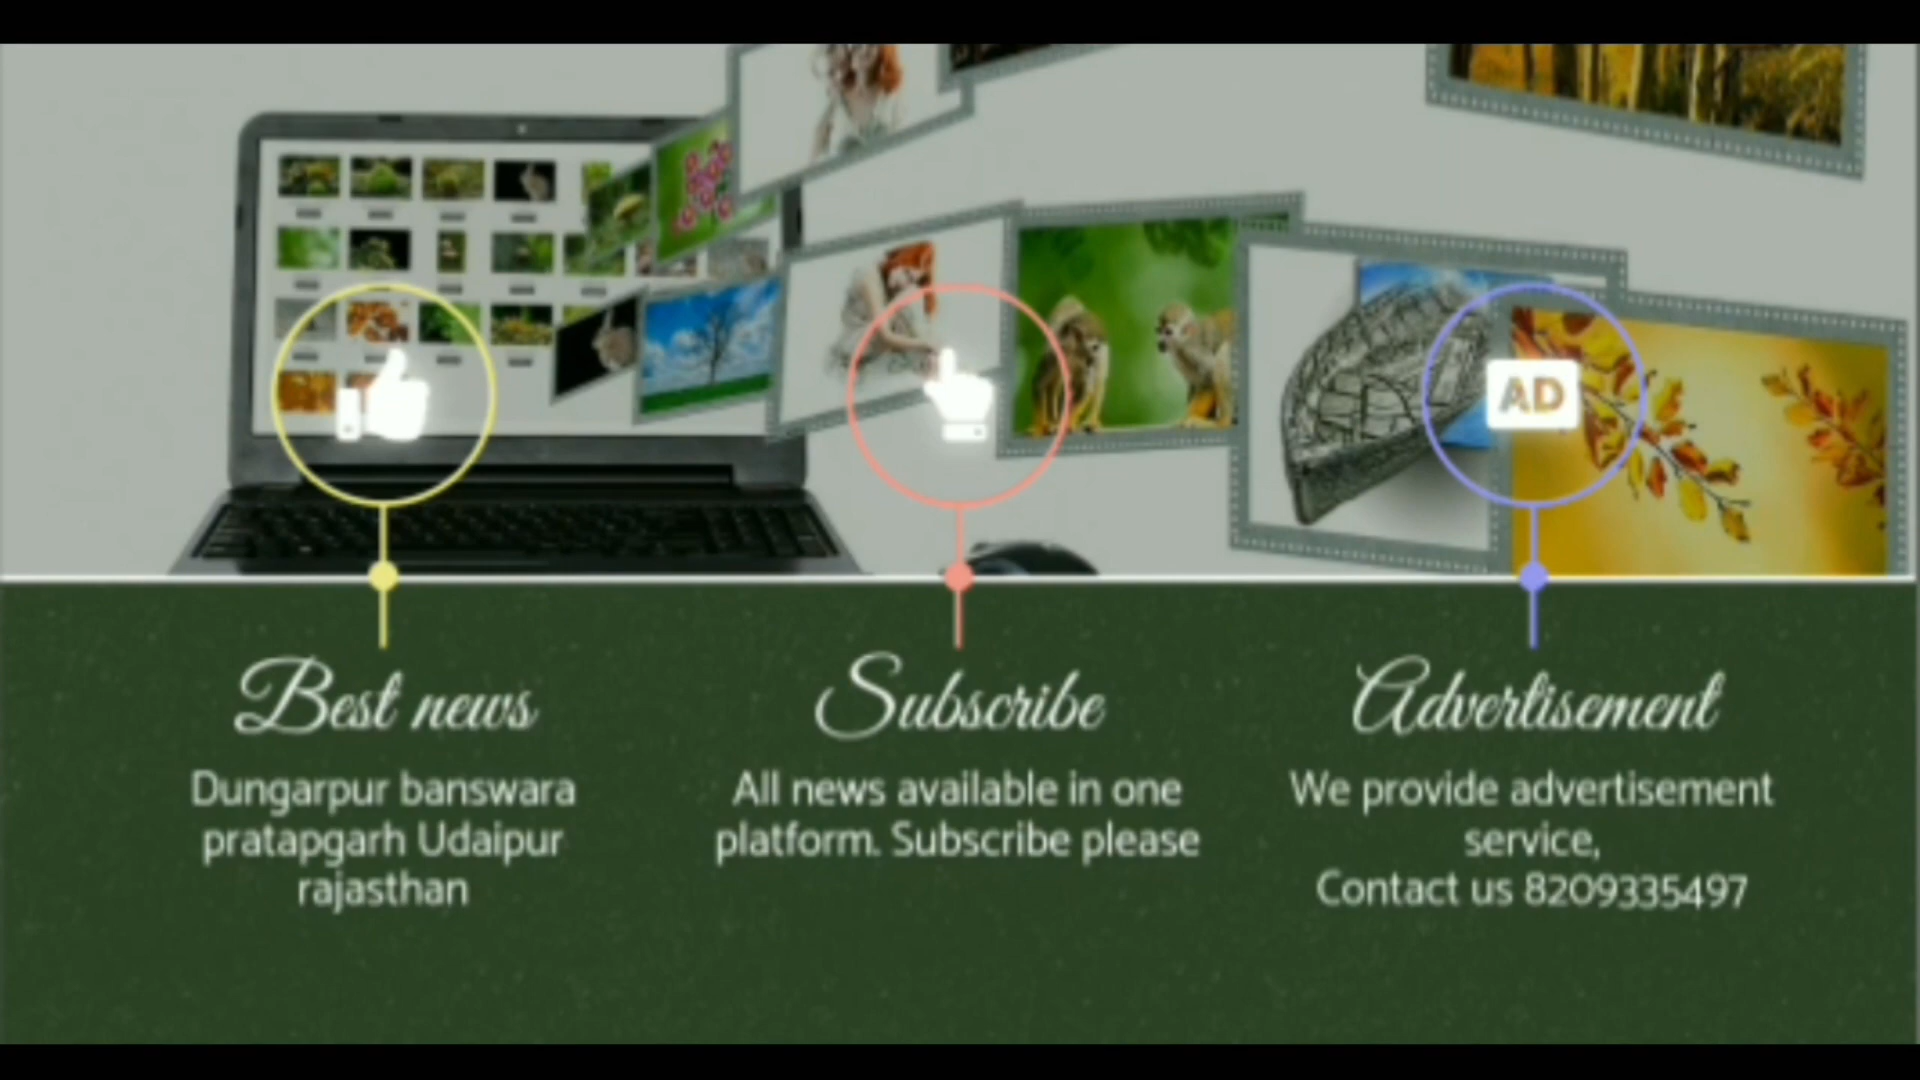 AD
Best news
Dungarpur banswara
pratapgarh Udaipur
rajasthan
Subscribe
All news available in one
platform. Subscribe please
Advertisement
We provide advertisement
service,
Contact us 8209335497